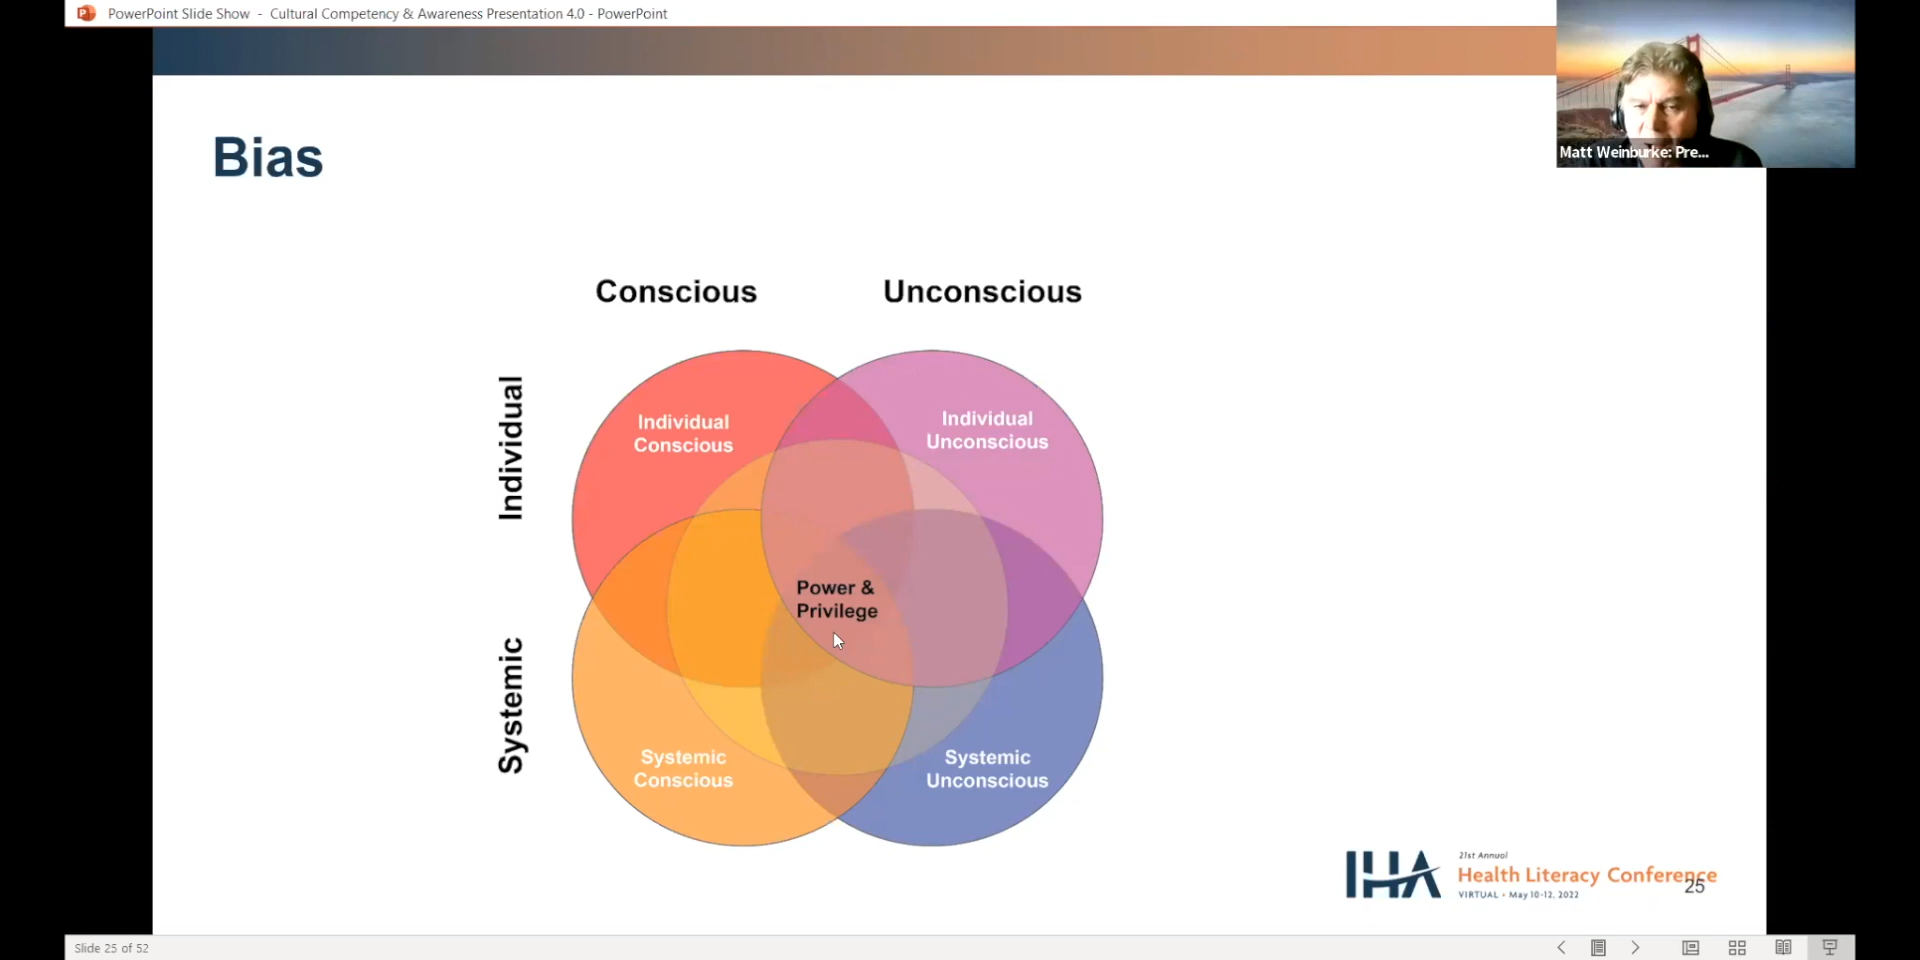 PowerPoint Slide Show - Cultural Competency & Awareness Presentation 4.0 - PowerPoint
Matt Weinburke: Pre...
Bias
Conscious
Unconscious
Individual
Systemic
Individual
Conscious
Individual
Unconscious
Power &
Privilege
Systemic
Conscious
Systemic
Unconscious
IHA
21st Annual
Health Literacy Conference
VIRTUAL - May 10-12, 2022
25
Slide 25 of 52